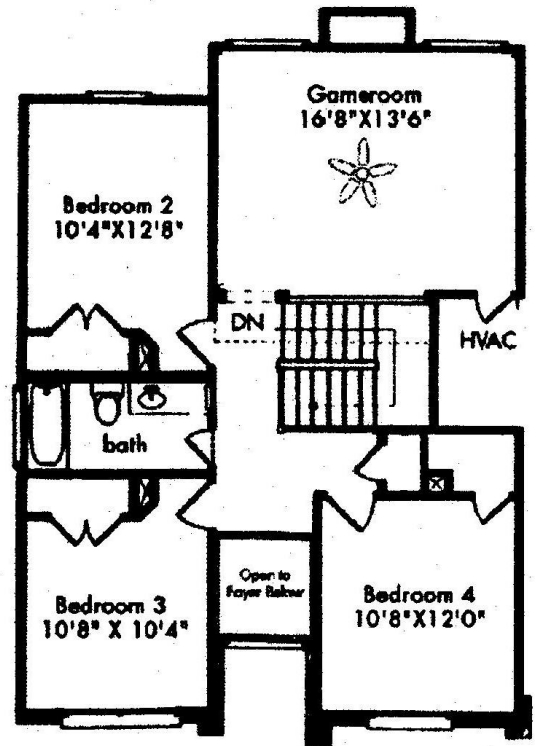 Gameroom
16'8"X13'6"
Bedroom 2
10'4"X12'8"
DN
HVAC
bath
Open to
Foyer Below
Bedroom 3
10'8" X 10'4"
Bedroom 4
10'8"X12'0"